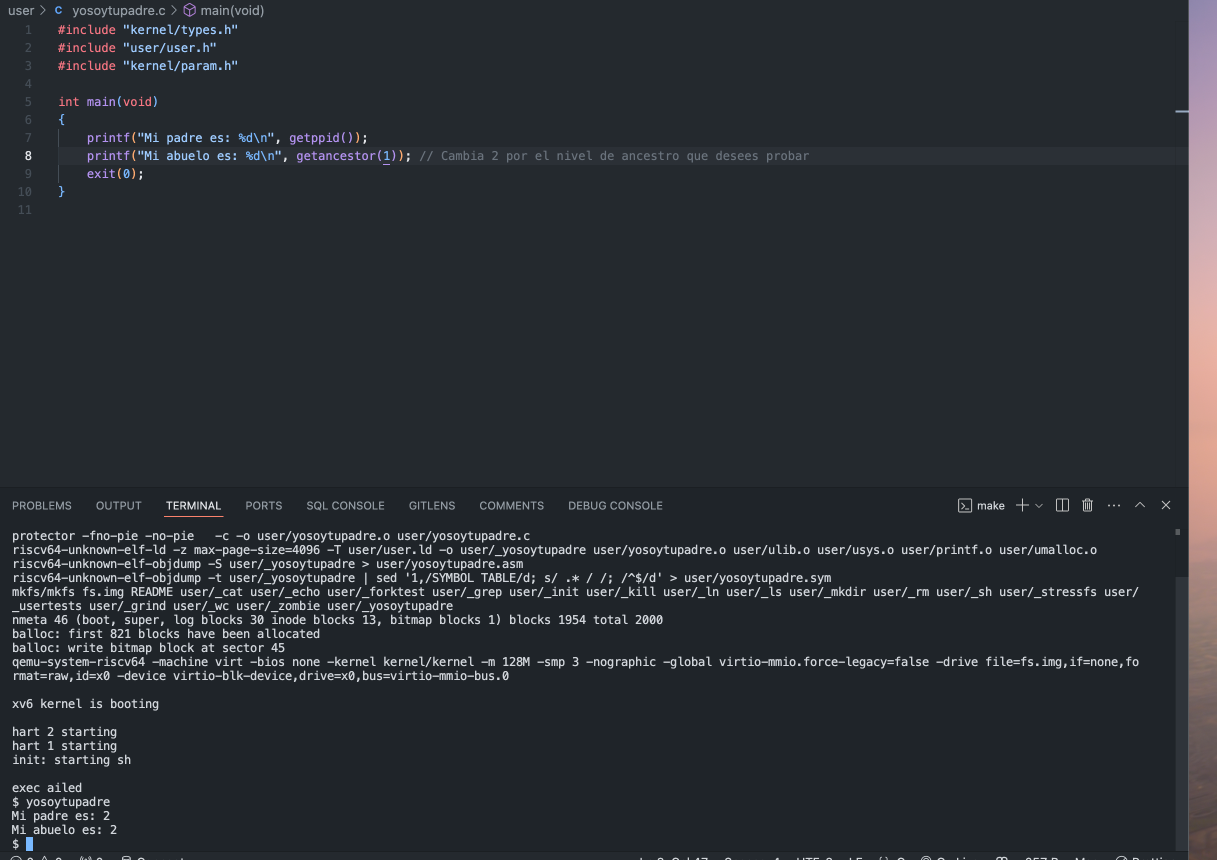 user > C yosoytupadre.c > main(void)
1 #include "kernel/types.h"
2 #include "user/user.h"
3 #include "kernel/param.h"
4
5 int main(void)
6 {
7 printf("Mi padre es: %d\n", getppid());
8 printf("Mi abuelo es: %d\n", getancestor(1)); // Cambia 2 por el nivel de ancestro que desees probar
9 exit(0);
10 }
11
PROBLEMS OUTPUT TERMINAL PORTS SQL CONSOLE GITLENS COMMENTS DEBUG CONSOLE make
protector -fno-pie -no-pie -c -o user/yosoytupadre.o user/yosoytupadre.c
riscv64-unknown-elf-ld -z max-page-size=4096 -T user/user.ld -o user/_yosoytupadre user/yosoytupadre.o user/ulib.o user/usys.o user/printf.o user/umalloc.o
riscv64-unknown-elf-objdump -S user/_yosoytupadre > user/yosoytupadre.asm
riscv64-unknown-elf-objdump -t user/_yosoytupadre | sed '1,/SYMBOL TABLE/d; s/ .* / /; /^$/d' > user/yosoytupadre.sym
mkfs/mkfs fs.img README user/_cat user/_echo user/_forktest user/_grep user/_init user/_kill user/_ln user/_ls user/_mkdir user/_rm user/_sh user/_stressfs user/
_usertests user/_grind user/_wc user/_zombie user/_yosoytupadre
nmeta 46 (boot, super, log blocks 30 inode blocks 13, bitmap blocks 1) blocks 1954 total 2000
balloc: first 821 blocks have been allocated
balloc: write bitmap block at sector 45
qemu-system-riscv64 -machine virt -bios none -kernel kernel/kernel -m 128M -smp 3 -nographic -global virtio-mmio.force-legacy=false -drive file=fs.img,if=none,fo
rmat=raw,id=x0 -device virtio-blk-device,drive=x0,bus=virtio-mmio-bus.0
xv6 kernel is booting
hart 2 starting
hart 1 starting
init: starting sh
exec ailed
$ yosoytupadre
Mi padre es: 2
Mi abuelo es: 2
$